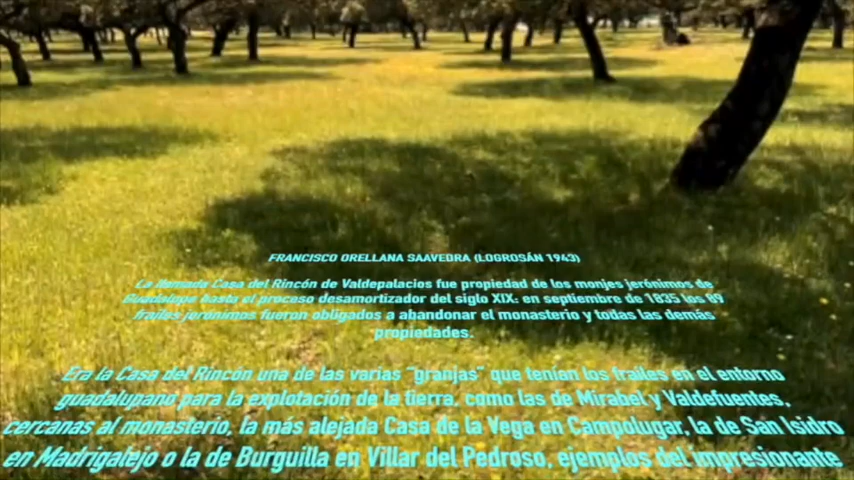 FRANCISCO ORELLANA SAAVEDRA (LOGROSÁN 1943)
La llamada Casa del Rincón de Valdepalacios fue propiedad de los monjes jerónimos de
Guadalupe hasta el proceso desamortizador del siglo XIX: en septiembre de 1835 los 89
frailes jerónimos fueron obligados a abandonar el monasterio y todas las demás
propiedades.
Era la Casa del Rincón una de las varias "granjas" que tenían los frailes en el entorno
guadalupano para la explotación de la tierra, como las de Mirabel y Valdefuentes,
cercanas al monasterio, la más alejada Casa de la Vega en Campolugar, la de San Isidro
en Madrigalejo o la de Burguilla en Villar del Pedroso, ejemplos del impresionante